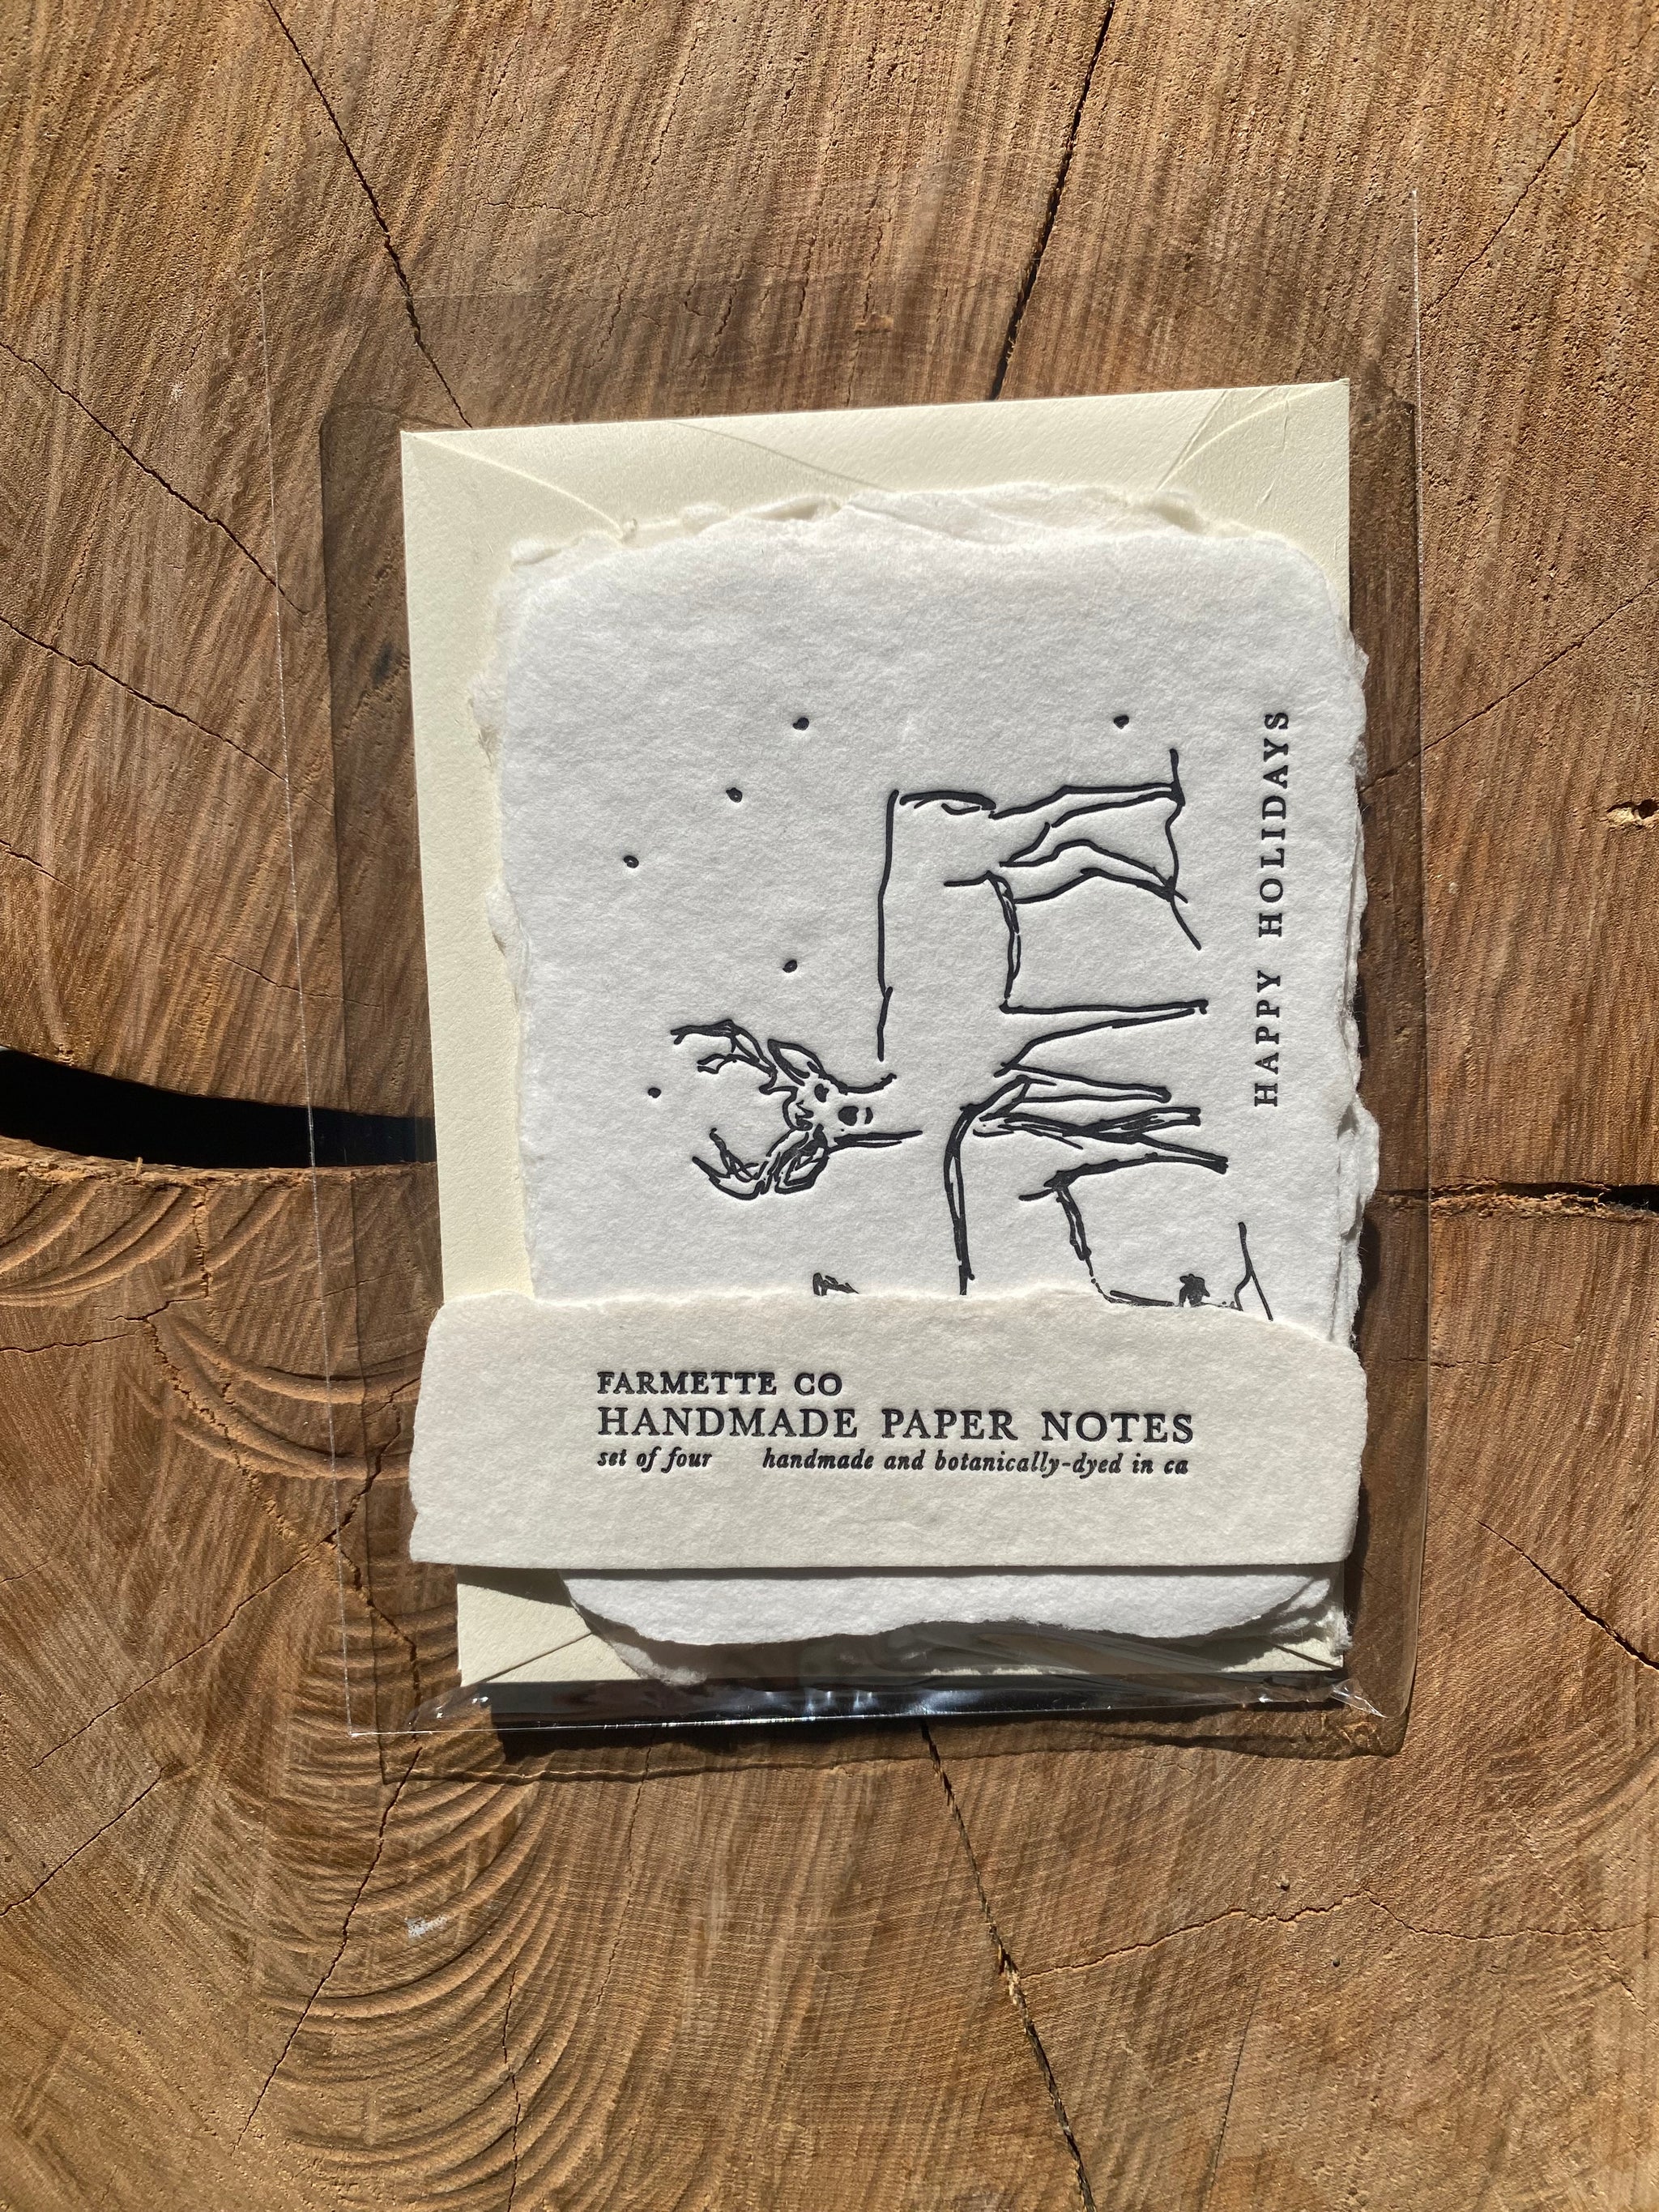 HAPPY HOLIDAYS
FARMETTE CO
HANDMADE PAPER NOTES
set of four handmade and botanically-dyed in ca